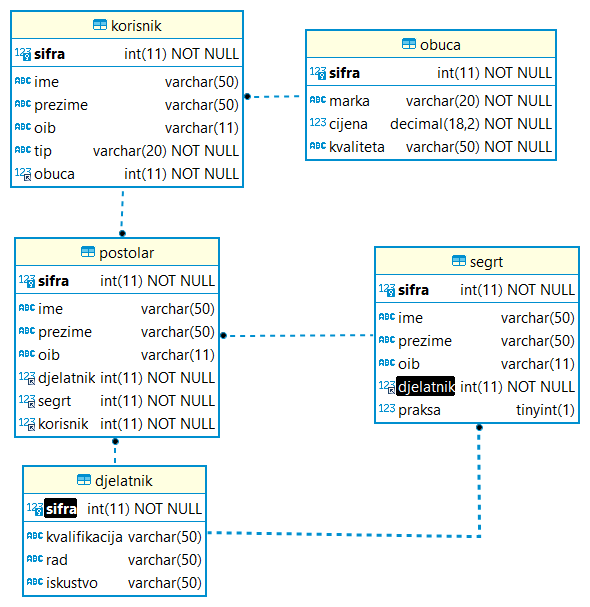 korisnik
123 sifra int(11) NOT NULL
ABC ime varchar(50)
ABC prezime varchar(50)
ABC oib varchar(11)
ABC tip varchar(20) NOT NULL
123 obuca int(11) NOT NULL
obuca
123 sifra int(11) NOT NULL
ABC marka varchar(20) NOT NULL
123 cijena decimal(18,2) NOT NULL
ABC kvaliteta varchar(50) NOT NULL
postolar
123 sifra int(11) NOT NULL
ABC ime varchar(50)
ABC prezime varchar(50)
ABC oib varchar(11)
123 djelatnik int(11) NOT NULL
123 segrt int(11) NOT NULL
123 korisnik int(11) NOT NULL
segrt
123 sifra int(11) NOT NULL
ABC ime varchar(50)
ABC prezime varchar(50)
ABC oib varchar(11)
123 djelatnik int(11) NOT NULL
123 praksa tinyint(1)
djelatnik
123 sifra int(11) NOT NULL
ABC kvalifikacija varchar(50)
ABC rad varchar(50)
ABC iskustvo varchar(50)